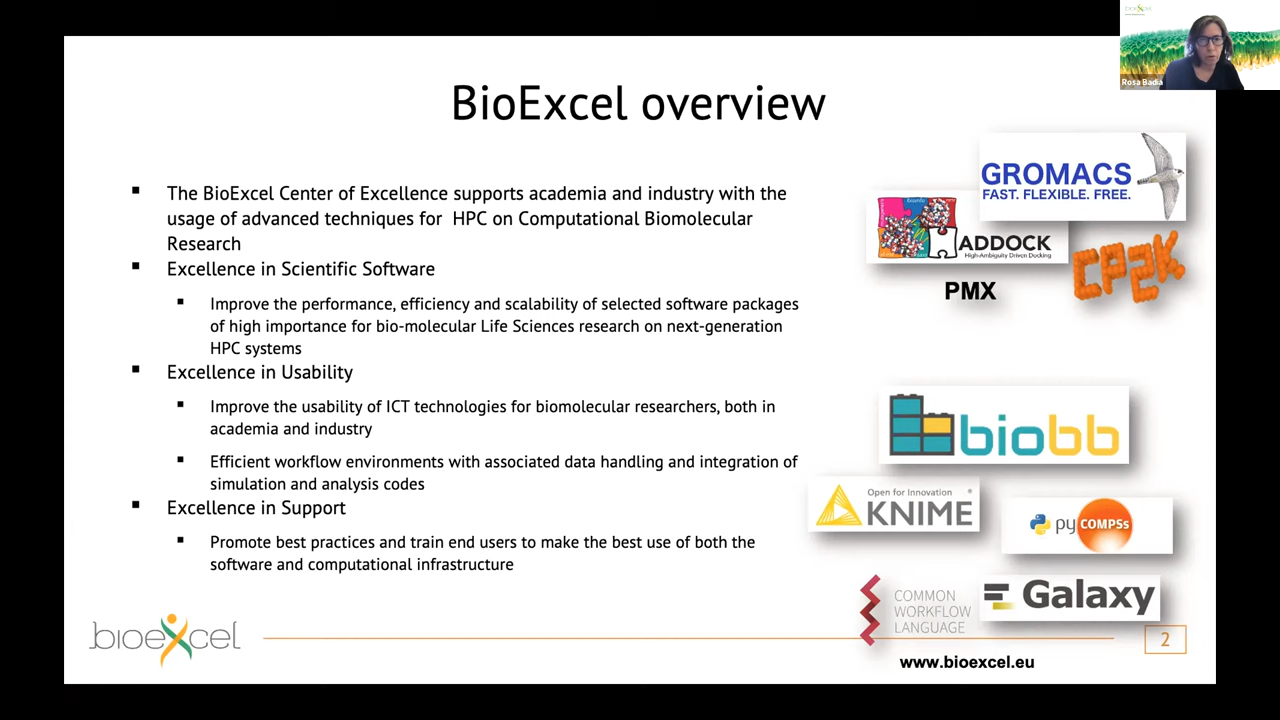 bioexcel
Rosa Badia
BioExcel overview
The BioExcel Center of Excellence supports academia and industry with the
usage of advanced techniques for HPC on Computational Biomolecular
Research
Excellence in Scientific Software
Improve the performance, efficiency and scalability of selected software packages
of high importance for bio-molecular Life Sciences research on next-generation
HPC systems
Excellence in Usability
Improve the usability of ICT technologies for biomolecular researchers, both in
academia and industry
Efficient workflow environments with associated data handling and integration of
simulation and analysis codes
Excellence in Support
Promote best practices and train end users to make the best use of both the
software and computational infrastructure
GROMACS
FAST. FLEXIBLE. FREE.
ADDOCK
High-Ambiguity Driven Docking
CP2K
PMX
biobb
Open for Innovation
KNIME
pyCOMPSs
Galaxy
COMMON
WORKFLOW
LANGUAGE
bioexcel
2
www.bioexcel.eu